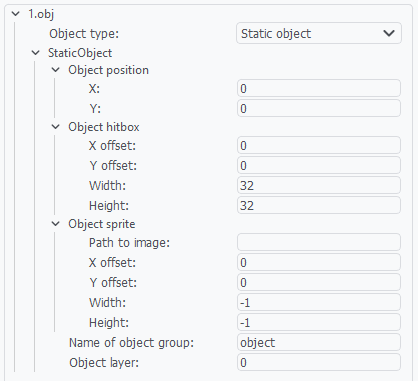 1.obj
Object type: Static object
StaticObject
Object position
X: 0
Y: 0
Object hitbox
X offset: 0
Y offset: 0
Width: 32
Height: 32
Object sprite
Path to image:
X offset: 0
Y offset: 0
Width: -1
Height: -1
Name of object group: object
Object layer: 0